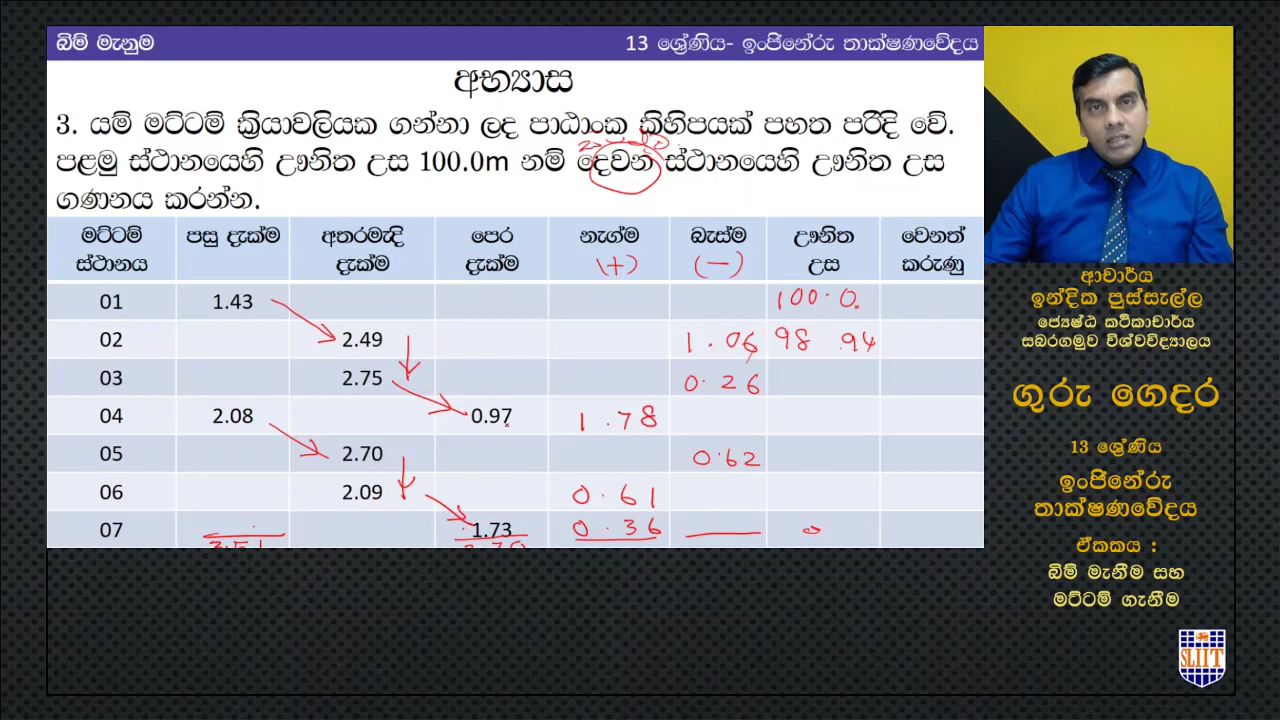 බිම් මැනුම 13 ශ්‍රේණිය- ඉංජිනේරු තාක්ෂණවේදය
අභ්‍යාස
3. යම් මට්ටම් ක්‍රියාවලියක ගන්නා ලද පාඨාංක කිහිපයක් පහත පරිදි වේ.
පළමු ස්ථානයෙහි ඌනිත උස 100.0m නම් දෙවන ස්ථානයෙහි ඌනිත උස
ගණනය කරන්න.
මට්ටම් ස්ථානය පසු දැක්ම අතරමැදි දැක්ම පෙර දැක්ම නැග්ම (+) බැස්ම (-) ඌනිත උස වෙනත් කරුණු
01 1.43 100.0
02 2.49 1.06 98.94
03 2.75 0.26
04 2.08 0.97 1.78
05 2.70 0.62
06 2.09 0.61
07 1.73 0.36
ආචාර්ය
ඉන්දික පුස්සැල්ල
ජ්‍යෙෂ්ඨ කථිකාචාර්ය
සබරගමුව විශ්වවිද්‍යාලය
ගුරු ගෙදර
13 ශ්‍රේණිය
ඉංජිනේරු
තාක්ෂණවේදය
ඒකකය :
බිම් මැනීම සහ
මට්ටම් ගැනීම
SLIIT